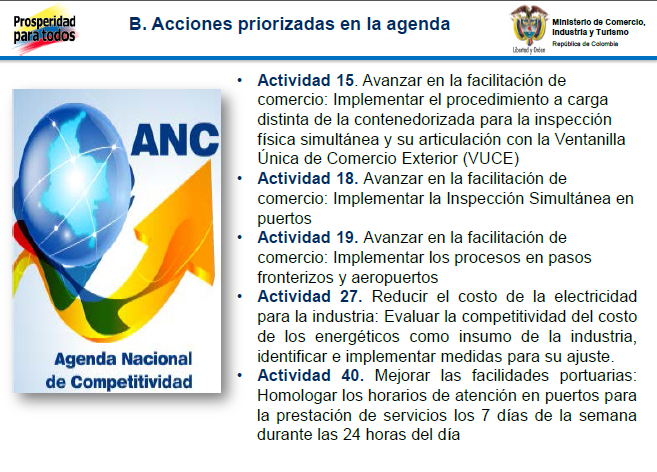 Prosperidad
para todos
B. Acciones priorizadas en la agenda
Libertad y Orden
Ministerio de Comercio,
Industria y Turismo
República de Colombia
ANC
Agenda Nacional
de Competitividad
• Actividad 15. Avanzar en la facilitación de
comercio: Implementar el procedimiento a carga
distinta de la contenedorizada para la inspección
física simultánea y su articulación con la Ventanilla
Única de Comercio Exterior (VUCE)
• Actividad 18. Avanzar en la facilitación de
comercio: Implementar la Inspección Simultánea en
puertos
• Actividad 19. Avanzar en la facilitación de
comercio: Implementar los procesos en pasos
fronterizos y aeropuertos
• Actividad 27. Reducir el costo de la electricidad
para la industria: Evaluar la competitividad del costo
de los energéticos como insumo de la industria,
identificar e implementar medidas para su ajuste.
• Actividad 40. Mejorar las facilidades portuarias:
Homologar los horarios de atención en puertos para
la prestación de servicios los 7 días de la semana
durante las 24 horas del día